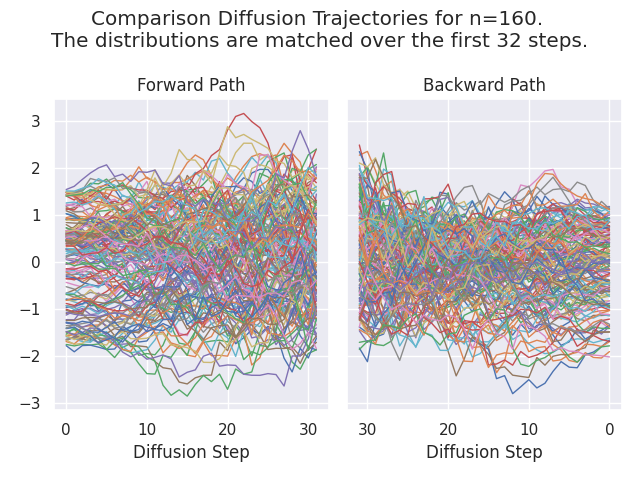 Comparison Diffusion Trajectories for n=160.
The distributions are matched over the first 32 steps.
Forward Path
Backward Path
3
2
1
0
−1
−2
−3
0 10 20 30
30 20 10 0
Diffusion Step
Diffusion Step